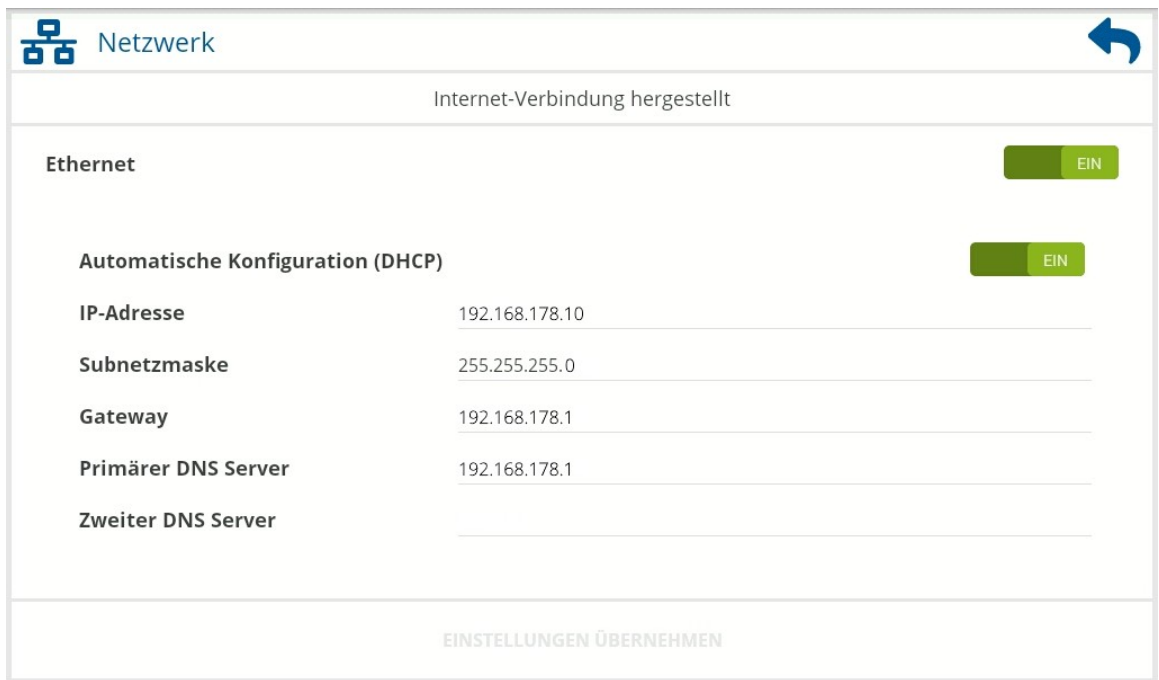 Netzwerk
Internet-Verbindung hergestellt
Ethernet EIN
Automatische Konfiguration (DHCP) EIN
IP-Adresse 192.168.178.10
Subnetzmaske 255.255.255.0
Gateway 192.168.178.1
Primärer DNS Server 192.168.178.1
Zweiter DNS Server
EINSTELLUNGEN ÜBERNEHMEN